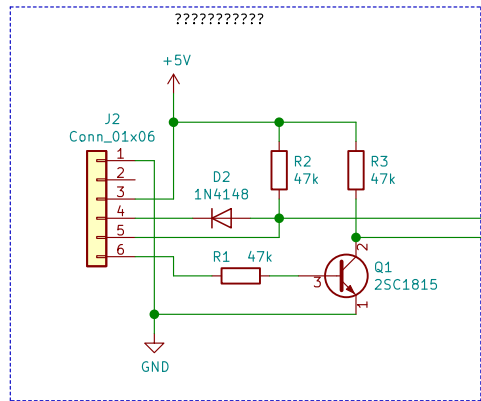 ???????????
+5V
J2
Conn_01x06
1
2
3
4
5
6
D2
1N4148
R2
47k
R3
47k
R1 47k
Q1
2SC1815
2
3
1
GND